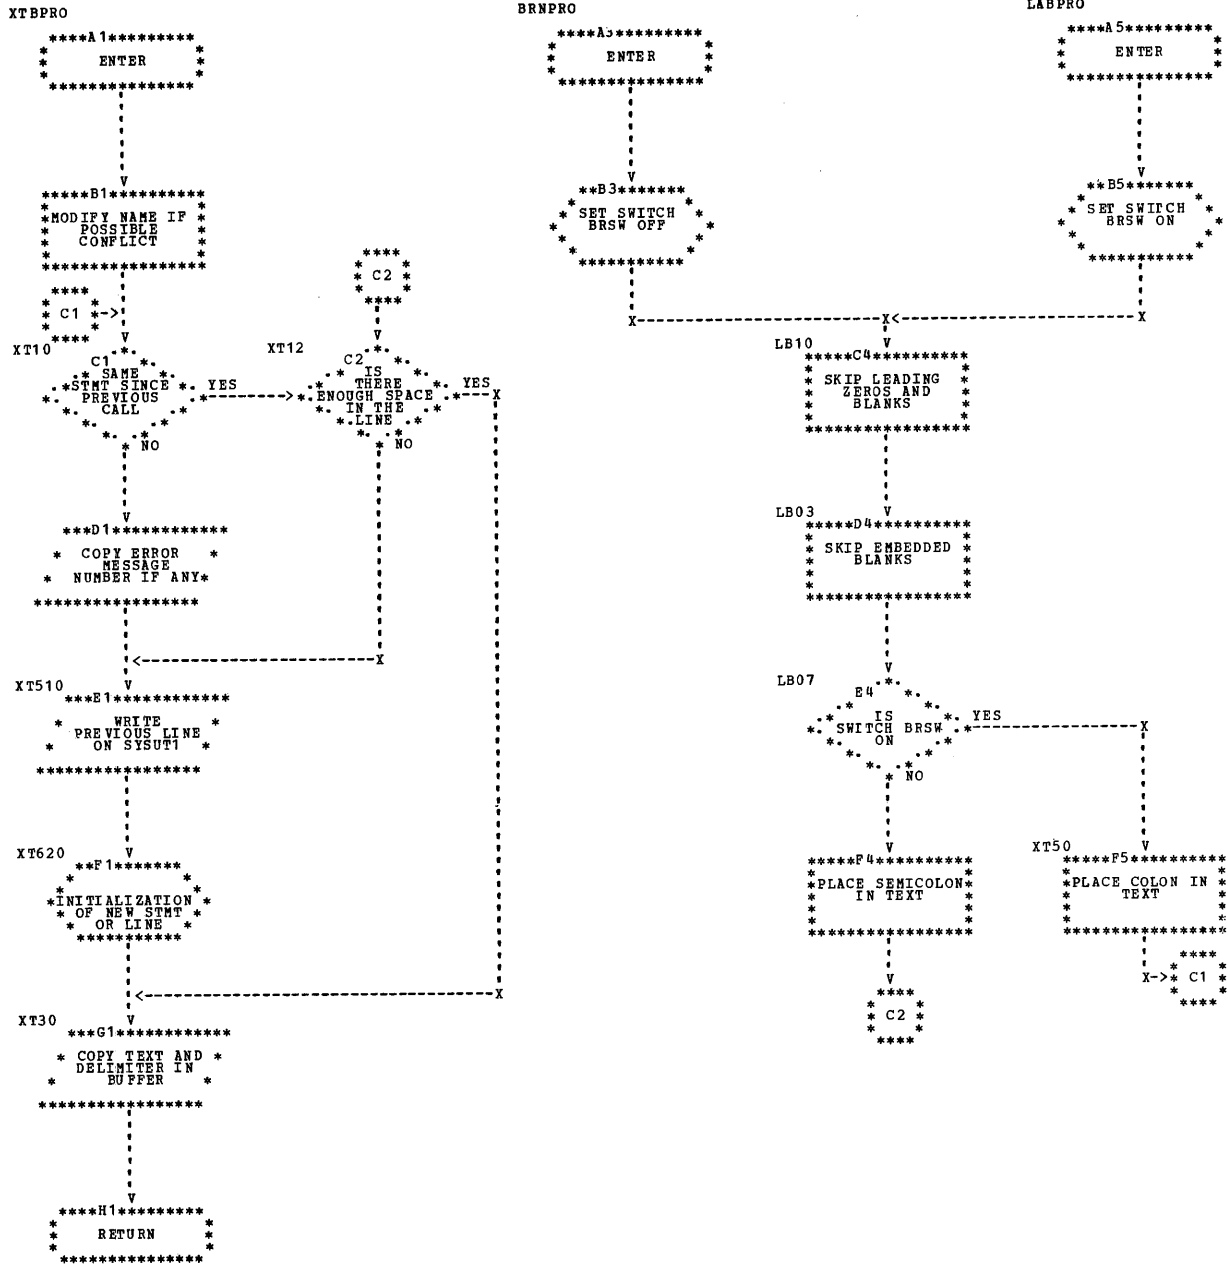 XTBPRO
A1
ENTER
B1
MODIFY NAME IF
POSSIBLE
CONFLICT
C1
XT10
C1
SAME
STMT SINCE
PREVIOUS
CALL
YES
NO
D1
COPY ERROR
MESSAGE
NUMBER IF ANY
XT510
E1
WRITE
PREVIOUS LINE
ON SYSUT1
XT620
F1
INITIALIZATION
OF NEW STMT
OR LINE
XT30
G1
COPY TEXT AND
DELIMITER IN
BUFFER
H1
RETURN
C2
XT12
C2
IS
THERE
ENOUGH SPACE
IN THE
LINE
YES
NO
BRNPRO
A3
ENTER
B3
SET SWITCH
BRSW OFF
LABPRO
A5
ENTER
B5
SET SWITCH
BRSW ON
LB10
C4
SKIP LEADING
ZEROS AND
BLANKS
LB03
D4
SKIP EMBEDDED
BLANKS
LB07
E4
IS
SWITCH BRSW
ON
YES
NO
F4
PLACE SEMICOLON
IN TEXT
C2
XT50
F5
PLACE COLON IN
TEXT
C1